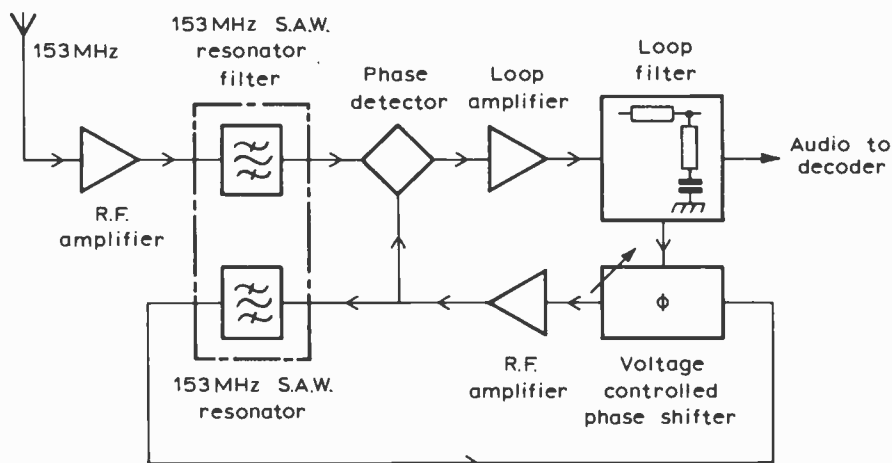 153MHz
153MHz S.A.W.
resonator
filter
Phase
detector
Loop
amplifier
Loop
filter
Audio to
decoder
R.F.
amplifier
153MHz S.A.W.
resonator
R.F.
amplifier
Φ
Voltage
controlled
phase shifter